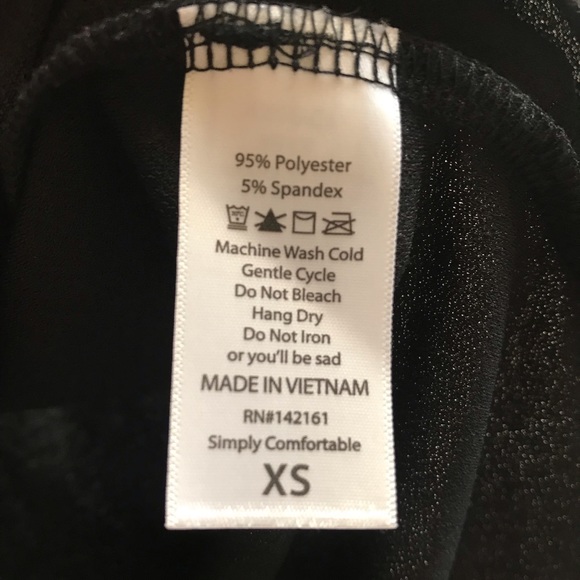 95% Polyester
5% Spandex
Machine Wash Cold
Gentle Cycle
Do Not Bleach
Hang Dry
Do Not Iron
or you'll be sad
MADE IN VIETNAM
RN#142161
Simply Comfortable
XS